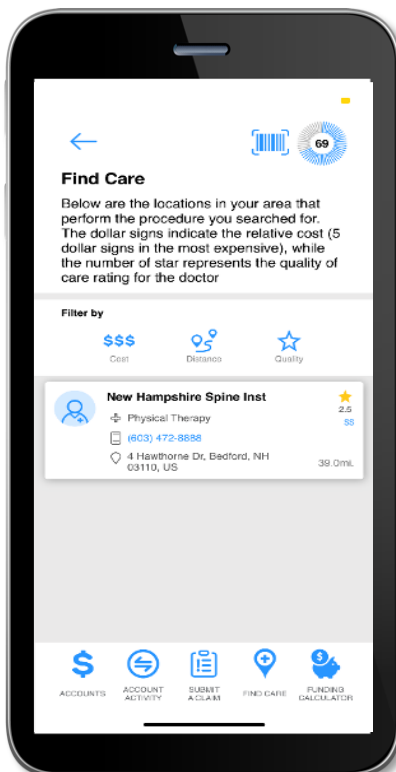 69
Find Care
Below are the locations in your area that
perform the procedure you searched for.
The dollar signs indicate the relative cost (5
dollar signs in the most expensive), while
the number of star represents the quality of
care rating for the doctor
Filter by
$$$
Cost
Distance
Quality
New Hampshire Spine Inst
2.5
Physical Therapy
$$
(603) 472-8888
4 Hawthorne Dr, Bedford, NH
03110, US
39.0mi.
ACCOUNTS
ACCOUNT
ACTIVITY
SUBMIT
A CLAIM
FIND CARE
FUNDING
CALCULATOR